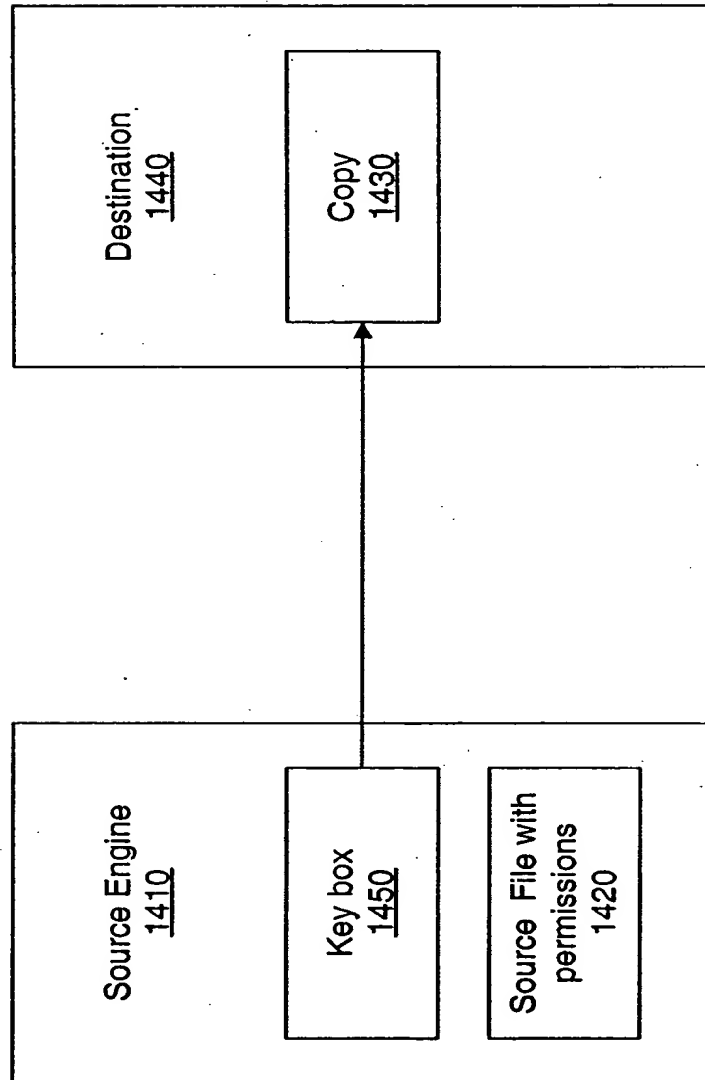 Source Engine
1410
Key box
1450
Source File with
permissions
1420
Destination
1440
Copy
1430